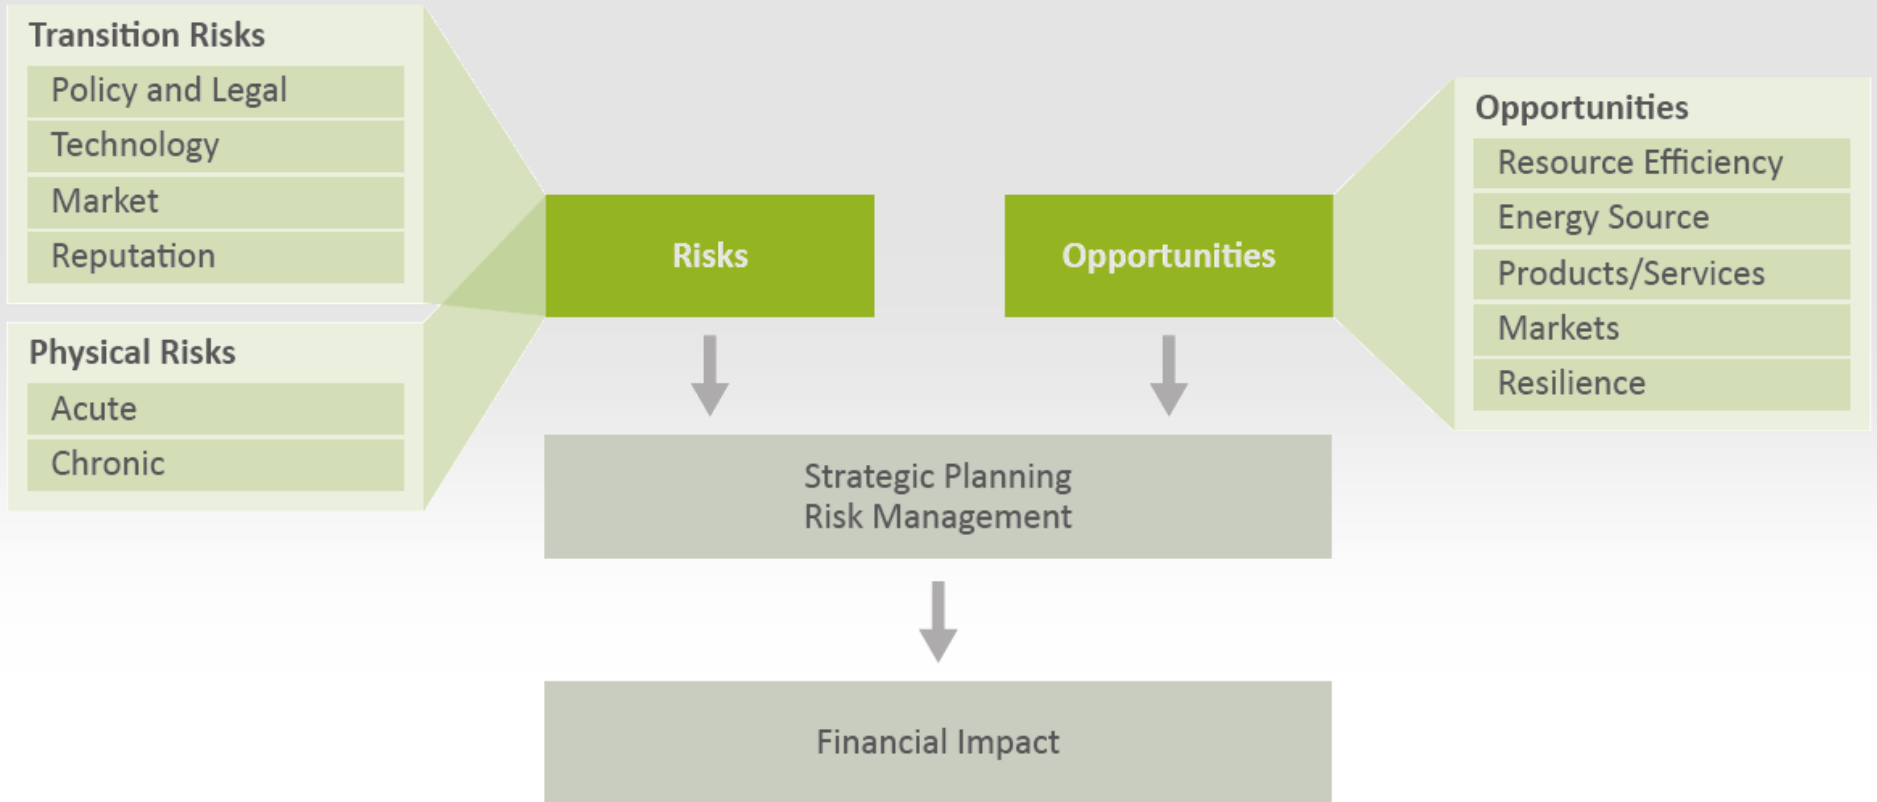 Transition Risks
Policy and Legal
Technology
Market
Reputation
Physical Risks
Acute
Chronic
Risks
Opportunities
Opportunities
Resource Efficiency
Energy Source
Products/Services
Markets
Resilience
Strategic Planning
Risk Management
Financial Impact